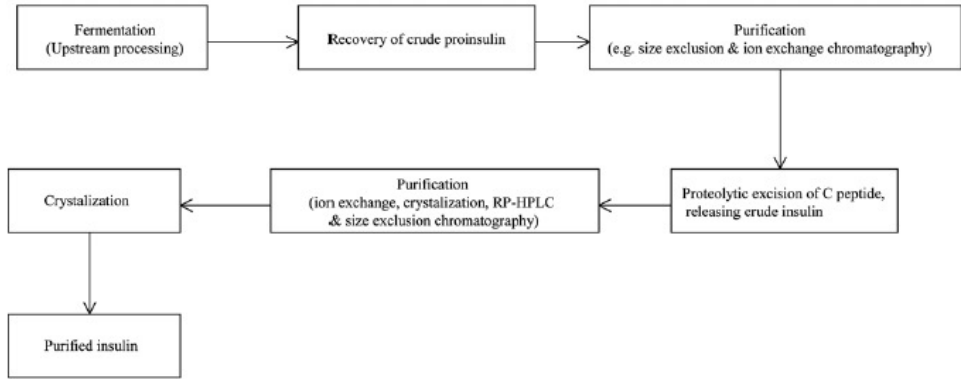 Fermentation
(Upstream processing)
Recovery of crude proinsulin
Purification
(e.g. size exclusion & ion exchange chromatography)
Proteolytic excision of C peptide,
releasing crude insulin
Purification
(ion exchange, crystalization, RP-HPLC
& size exclusion chromatography)
Crystalization
Purified insulin